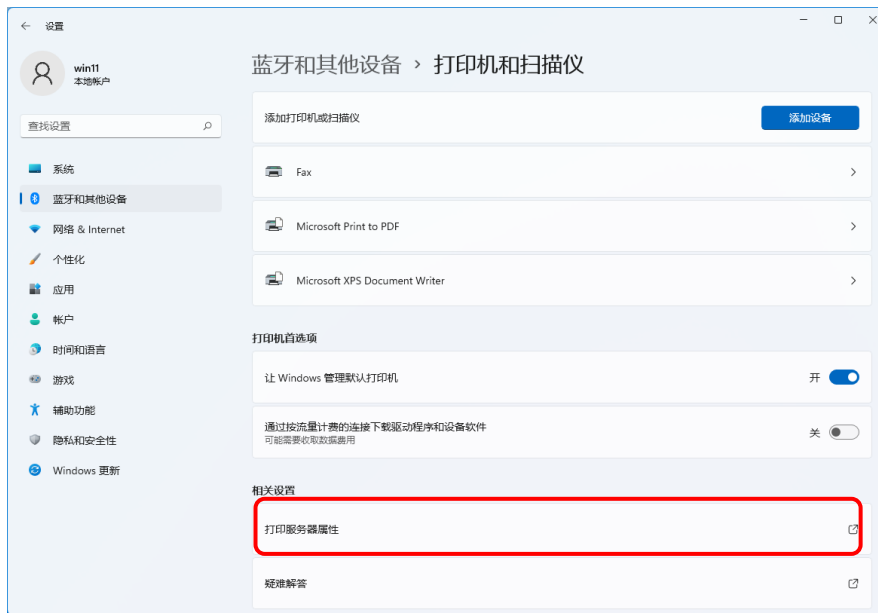 设置
win11
本地帐户
查找设置
系统
蓝牙和其他设备
网络 & Internet
个性化
应用
帐户
时间和语言
游戏
辅助功能
隐私和安全性
Windows 更新
蓝牙和其他设备 › 打印机和扫描仪
添加打印机或扫描仪
添加设备
Fax
Microsoft Print to PDF
Microsoft XPS Document Writer
打印机首选项
让 Windows 管理默认打印机
开
通过按流量计费的连接下载驱动程序和设备软件
可能需要收取数据费用
关
相关设置
打印服务器属性
疑难解答